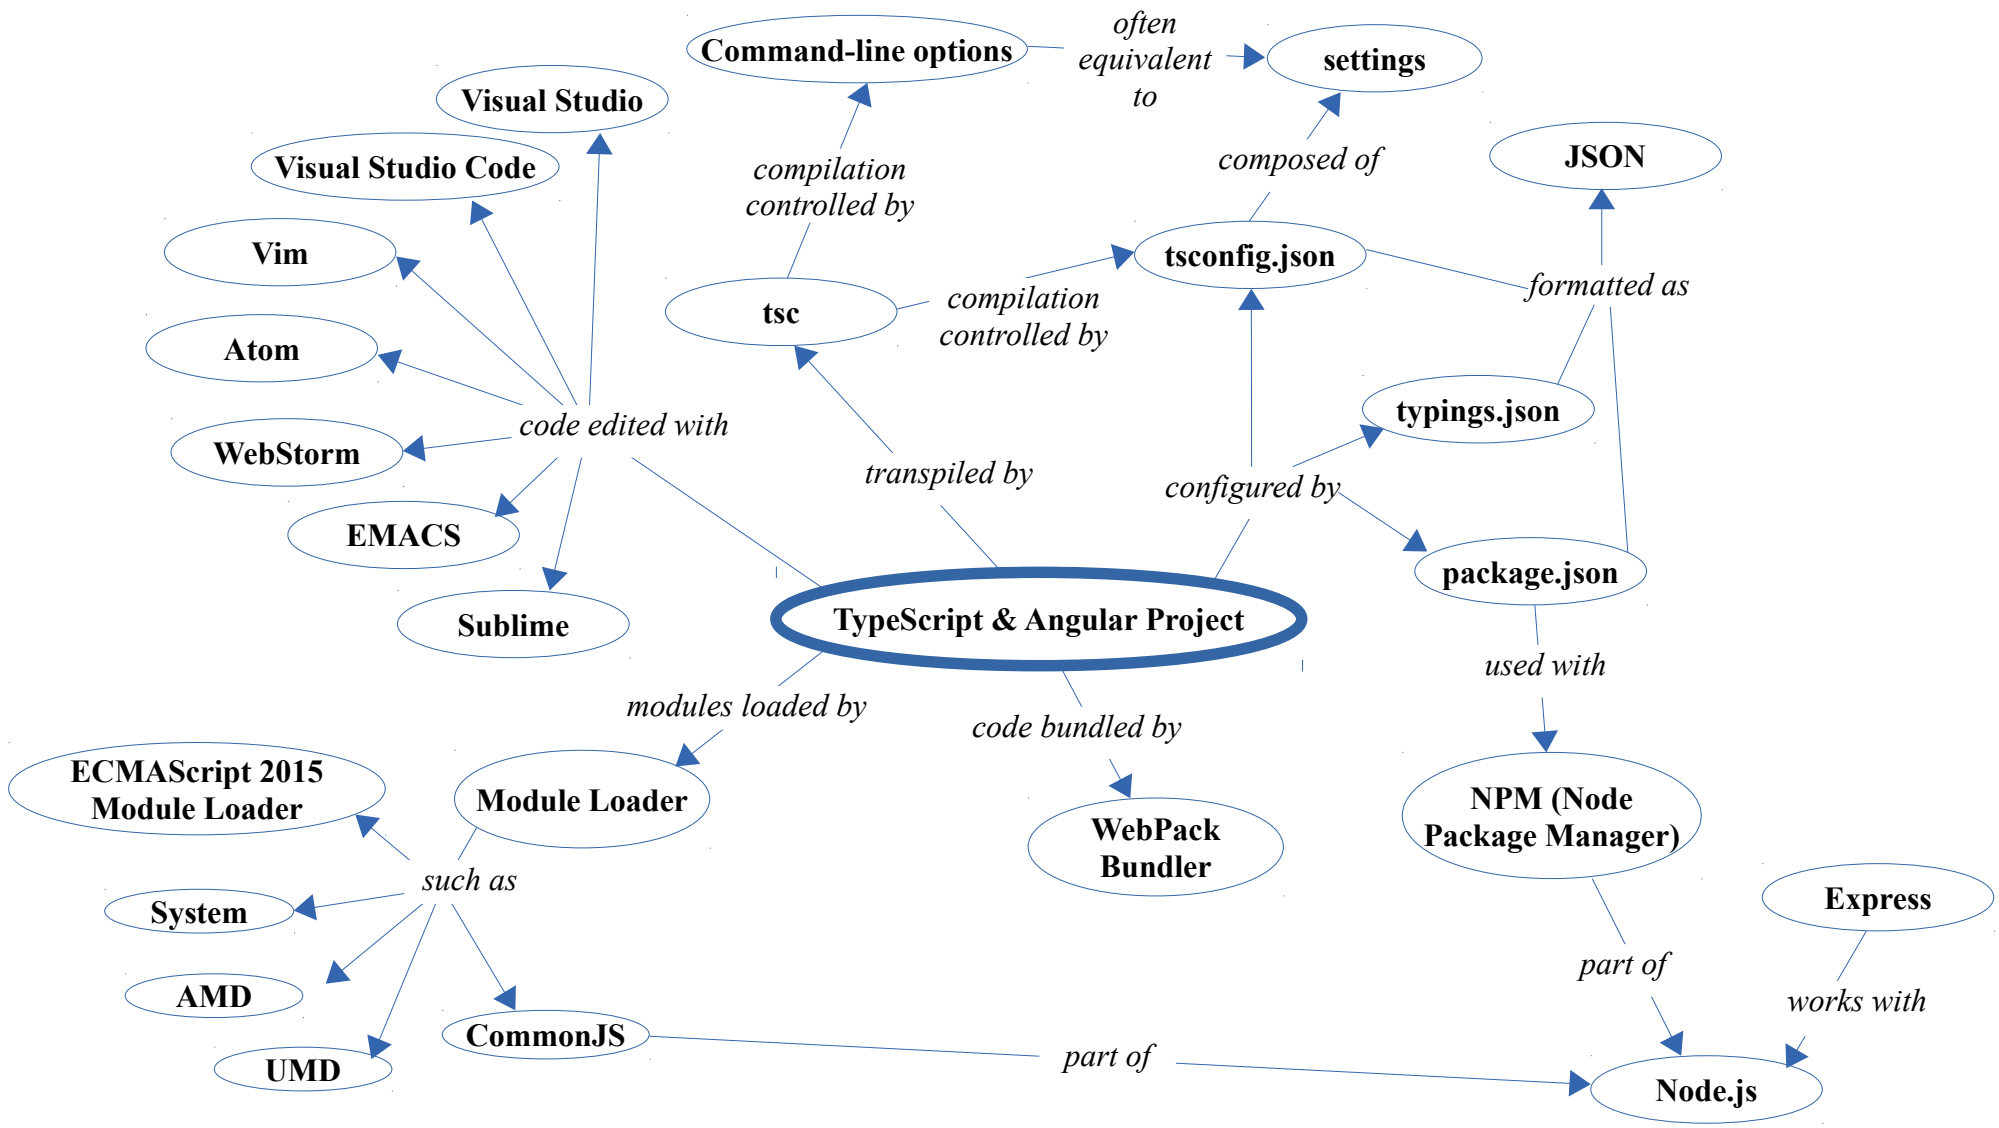 often
equivalent
to
Command-line options
settings
Visual Studio
Visual Studio Code
compilation
controlled by
composed of
JSON
Vim
tsconfig.json
formatted as
tsc
compilation
controlled by
Atom
code edited with
WebStorm
typings.json
transpiled by
configured by
EMACS
package.json
Sublime
TypeScript & Angular Project
used with
modules loaded by
code bundled by
ECMAScript 2015
Module Loader
Module Loader
WebPack
Bundler
NPM (Node
Package Manager)
such as
System
Express
part of
AMD
works with
CommonJS
part of
UMD
Node.js